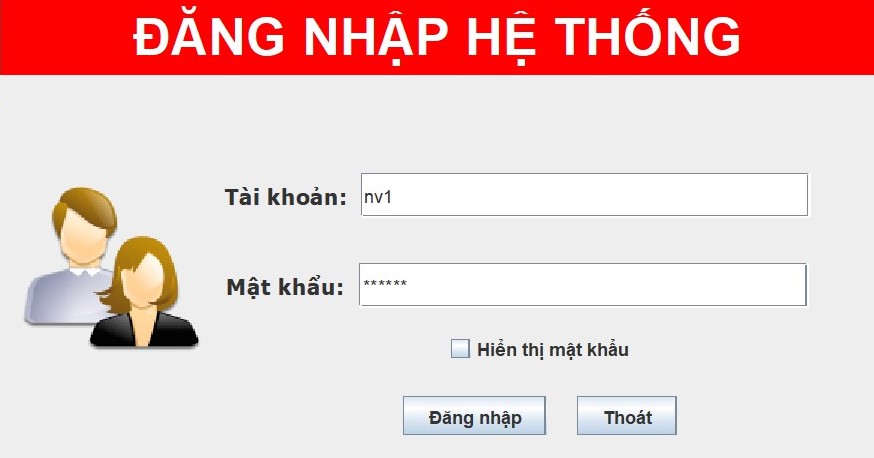 ĐĂNG NHẬP HỆ THỐNG
Tài khoản: nv1
Mật khẩu: ******
Hiển thị mật khẩu
Đăng nhập Thoát